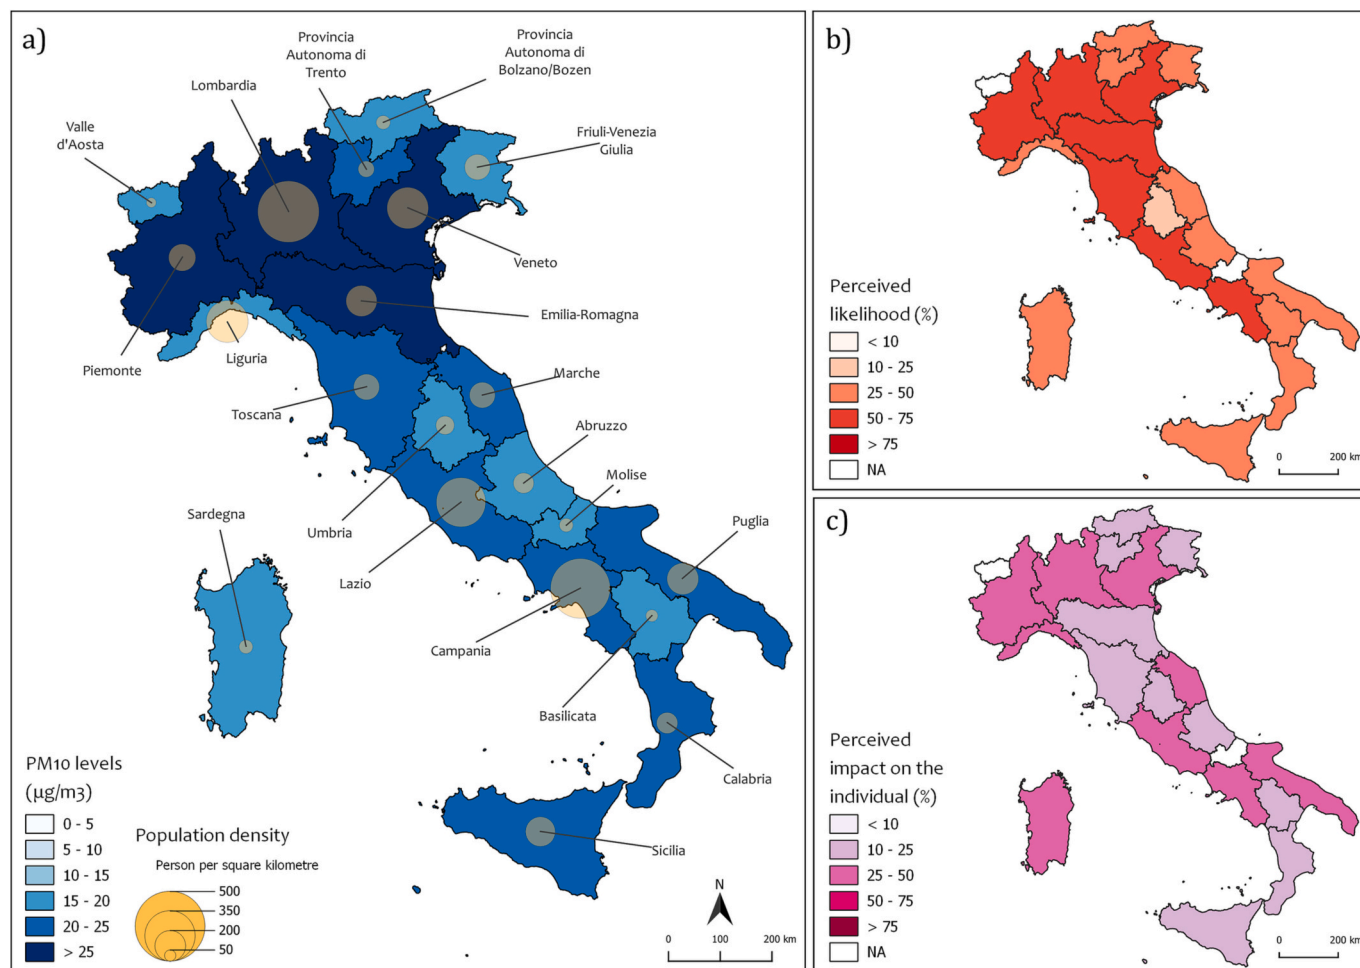 a)
Provincia
Autonoma di
Trento
Provincia
Autonoma di
Bolzano/Bozen
Lombardia
Valle
d'Aosta
Friuli-Venezia
Giulia
Veneto
Emilia-Romagna
Piemonte
Liguria
Marche
Toscana
Abruzzo
Molise
Sardegna
Umbria
Puglia
Lazio
Campania
Basilicata
Calabria
Sicilia
PM10 levels
(µg/m3)
0 - 5
5 - 10
10 - 15
15 - 20
20 - 25
> 25
Population density
Person per square kilometre
500
350
200
50
N
0 100 200 km
b)
Perceived
likelihood (%)
< 10
10 - 25
25 - 50
50 - 75
> 75
NA
0 200 km
c)
Perceived
impact on the
individual (%)
< 10
10 - 25
25 - 50
50 - 75
> 75
NA
0 200 km